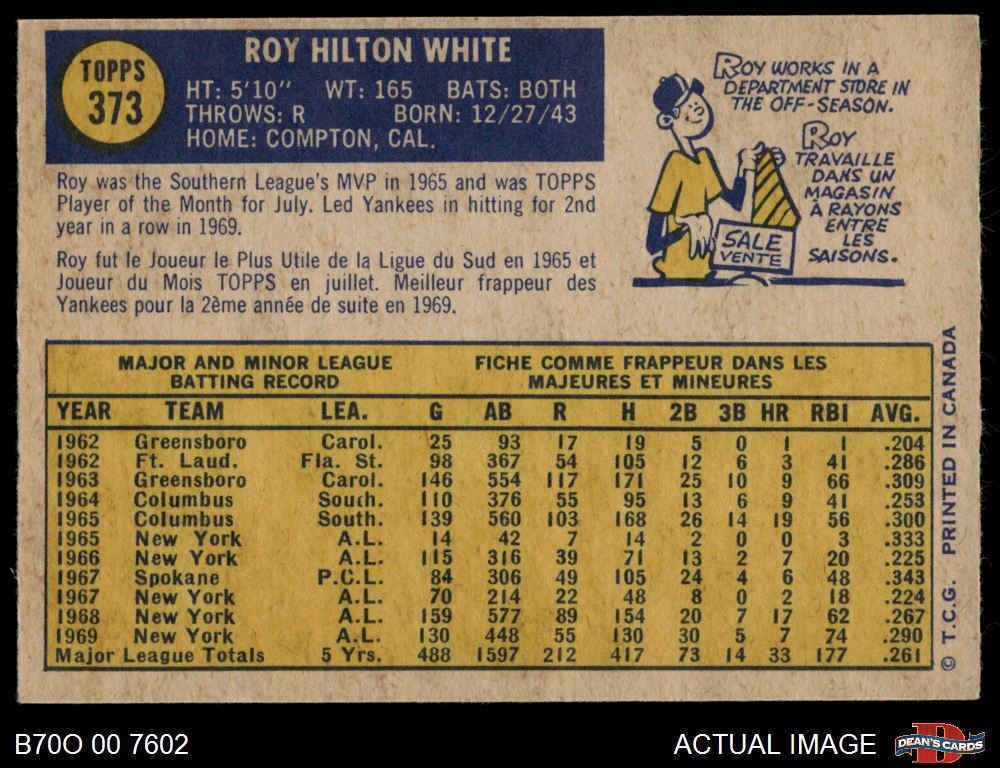 TOPPS
373
ROY HILTON WHITE
HT: 5'10" WT: 165 BATS: BOTH
THROWS: R BORN: 12/27/43
HOME: COMPTON, CAL.
Roy was the Southern League's MVP in 1965 and was TOPPS
Player of the Month for July. Led Yankees in hitting for 2nd
year in a row in 1969.
Roy fut le Joueur le Plus Utile de la Ligue du Sud en 1965 et
Joueur du Mois TOPPS en juillet. Meilleur frappeur des
Yankees pour la 2ème année de suite en 1969.
ROY WORKS IN A
DEPARTMENT STORE IN
THE OFF-SEASON.
ROY
TRAVAILLE
DANS UN
MAGASIN
À RAYONS
ENTRE
LES
SAISONS.
SALE
VENTE
MAJOR AND MINOR LEAGUE
BATTING RECORD
FICHE COMME FRAPPEUR DANS LES
MAJEURES ET MINEURES
YEAR TEAM LEA. G AB R H 2B 3B HR RBI AVG.
1962 Greensboro Carol. 25 93 17 19 5 0 1 1 .204
1962 Ft. Laud. Fla. St. 98 367 54 105 12 6 3 41 .286
1963 Greensboro Carol. 146 554 117 171 25 10 9 66 .309
1964 Columbus South. 110 376 55 95 13 6 9 41 .253
1965 Columbus South. 139 560 103 168 26 14 19 56 .300
1965 New York A.L. 14 42 7 14 2 0 0 3 .333
1966 New York A.L. 115 316 39 71 13 2 7 20 .225
1967 Spokane P.C.L. 84 306 49 105 24 4 6 48 .343
1967 New York A.L. 70 214 22 48 8 0 2 18 .224
1968 New York A.L. 159 577 89 154 20 7 17 62 .267
1969 New York A.L. 130 448 55 130 30 5 7 74 .290
Major League Totals 5 Yrs. 488 1597 212 417 73 14 33 177 .261
© T.C.G. PRINTED IN CANADA
B70O 00 7602
ACTUAL IMAGE
DEAN'S CARDS